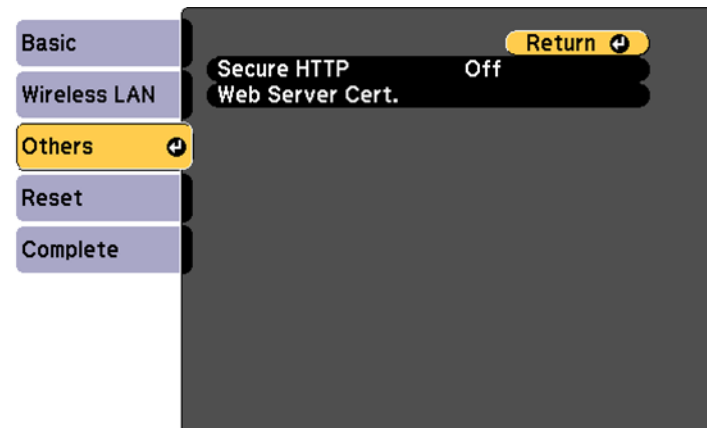 Basic
Wireless LAN
Others
Reset
Complete
Return
Secure HTTP Off
Web Server Cert.